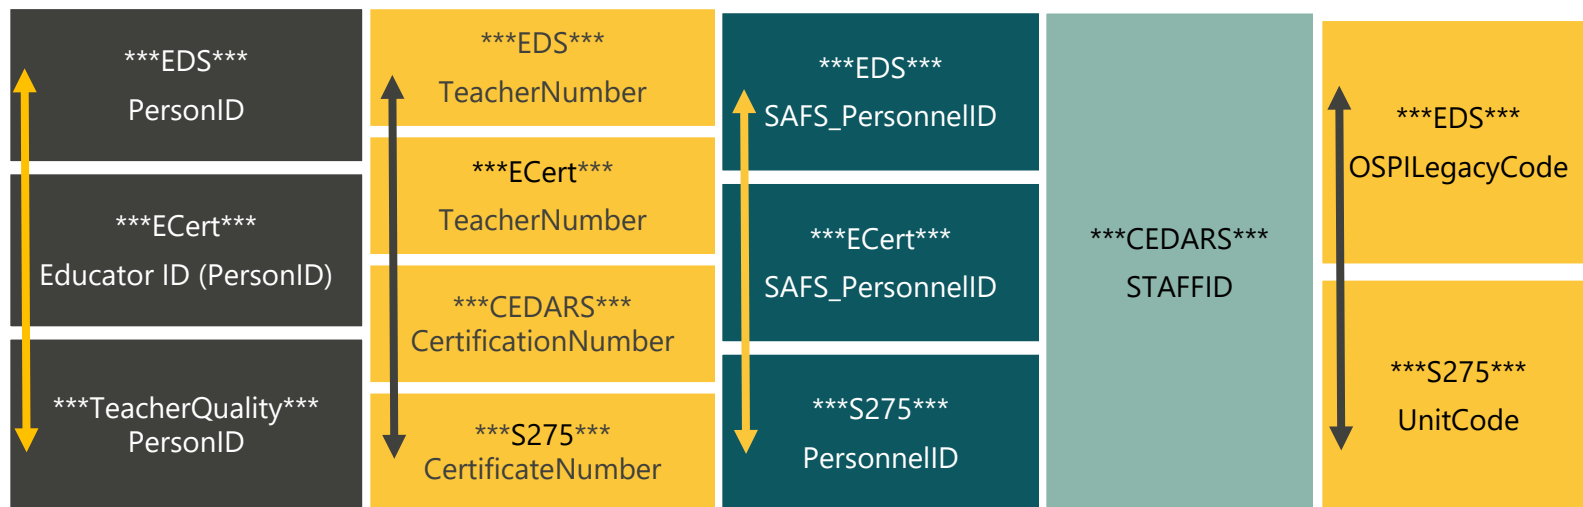 ***EDS***
PersonID
***ECert***
Educator ID (PersonID)
***TeacherQuality***
PersonID
***EDS***
TeacherNumber
***ECert***
TeacherNumber
***CEDARS***
CertificationNumber
***S275***
CertificateNumber
***EDS***
SAFS_PersonnelID
***ECert***
SAFS_PersonnelID
***S275***
PersonnelID
***CEDARS***
STAFFID
***EDS***
OSPILegacyCode
***S275***
UnitCode